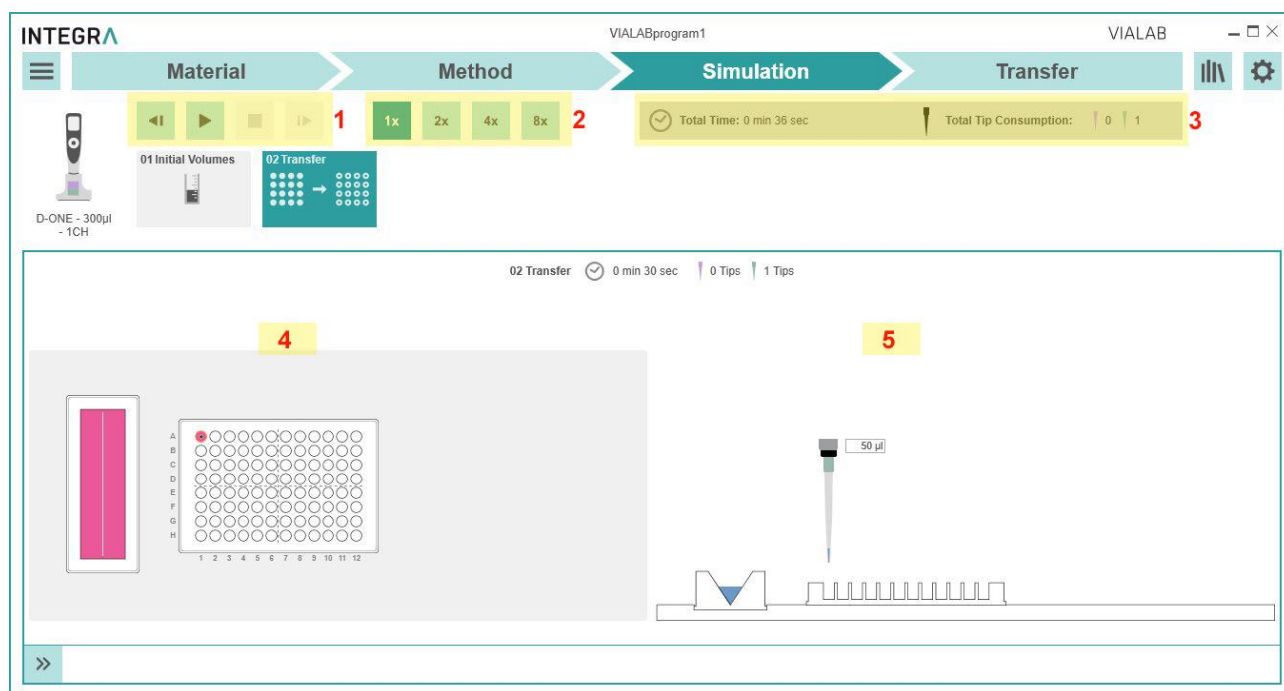 INTEGRA VIALABprogram1 VIALAB
Material Method Simulation Transfer
1 1x 2x 4x 8x 2 Total Time: 0 min 36 sec Total Tip Consumption: 0 1 3
01 Initial Volumes 02 Transfer
D-ONE - 300µl
- 1CH
02 Transfer 0 min 30 sec 0 Tips 1 Tips
4 5
A
B
C
D
E
F
G
H
1 2 3 4 5 6 7 8 9 10 11 12
50 µl